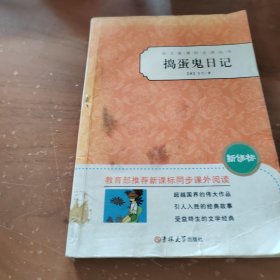 捣蛋鬼日记
新课标
教育部推荐新课标同步课外阅读
超越国界的伟大作品
引人入胜的经典故事
受益终生的文学经典
吉林大学出版社